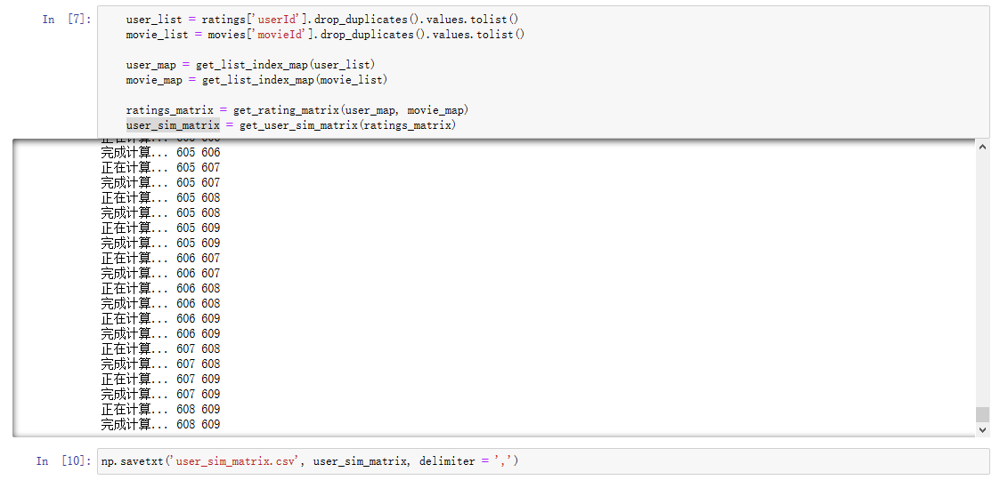 In [7]: user_list = ratings['userId'].drop_duplicates().values.tolist()
movie_list = movies['movieId'].drop_duplicates().values.tolist()
user_map = get_list_index_map(user_list)
movie_map = get_list_index_map(movie_list)
ratings_matrix = get_rating_matrix(user_map, movie_map)
user_sim_matrix = get_user_sim_matrix(ratings_matrix)
完成计算... 605 606
正在计算... 605 607
完成计算... 605 607
正在计算... 605 608
完成计算... 605 608
正在计算... 605 609
完成计算... 605 609
正在计算... 606 607
完成计算... 606 607
正在计算... 606 608
完成计算... 606 608
正在计算... 606 609
完成计算... 606 609
正在计算... 607 608
完成计算... 607 608
正在计算... 607 609
完成计算... 607 609
正在计算... 608 609
完成计算... 608 609
In [10]: np.savetxt('user_sim_matrix.csv', user_sim_matrix, delimiter = ',')